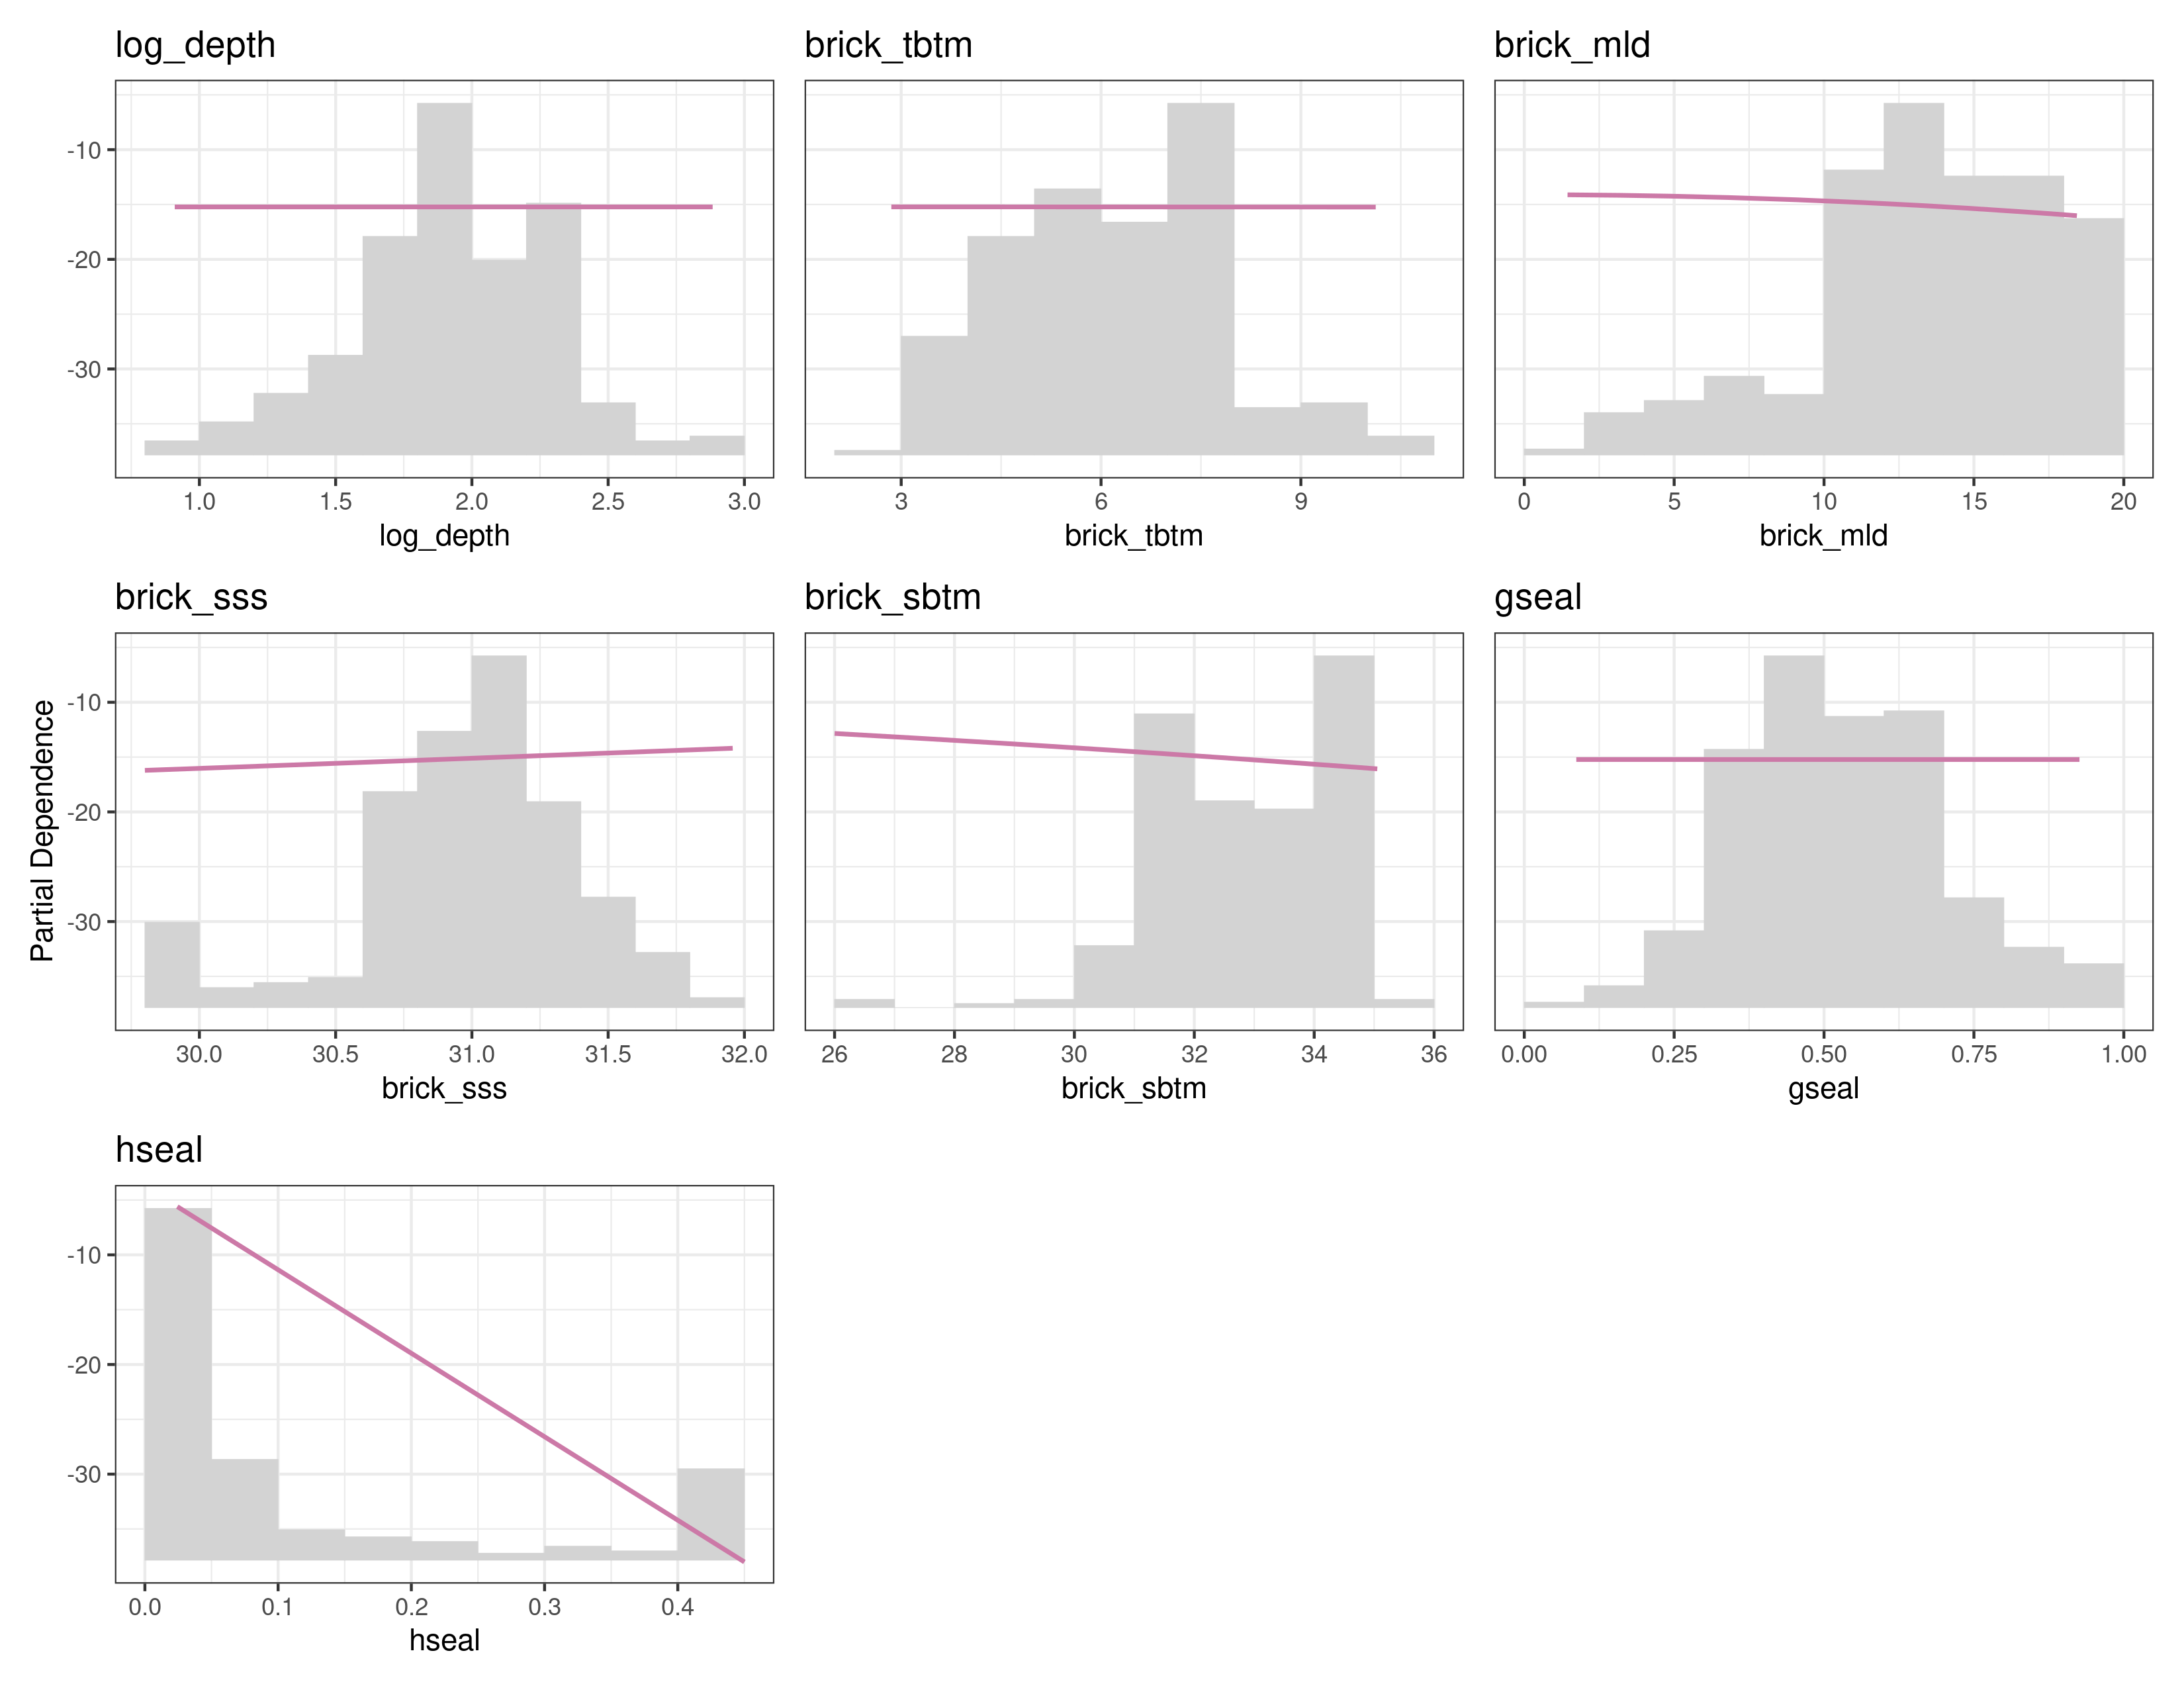 log_depth
brick_tbtm
brick_mld
-10
-20
-30
1.0 1.5 2.0 2.5 3.0
3 6 9
0 5 10 15 20
log_depth
brick_tbtm
brick_mld
brick_sss
brick_sbtm
gseal
Partial Dependence
-10
-20
-30
30.0 30.5 31.0 31.5 32.0
26 28 30 32 34 36
0.00 0.25 0.50 0.75 1.00
brick_sss
brick_sbtm
gseal
hseal
-10
-20
-30
0.0 0.1 0.2 0.3 0.4
hseal